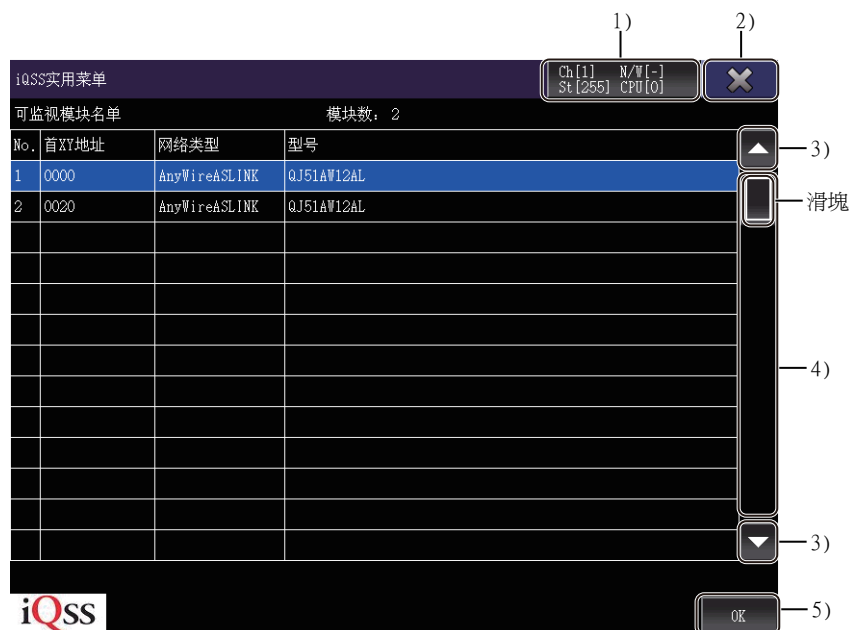 1) 2)
iQSS实用菜单 Ch[1] N/W[-]
St[255] CPU[0]
可监视模块名单 模块数: 2
No. 首XY地址 网络类型 型号
3)
1 0000 AnyWireASLINK QJ51AW12AL
滑塊
2 0020 AnyWireASLINK QJ51AW12AL
4)
3)
iQss OK 5)